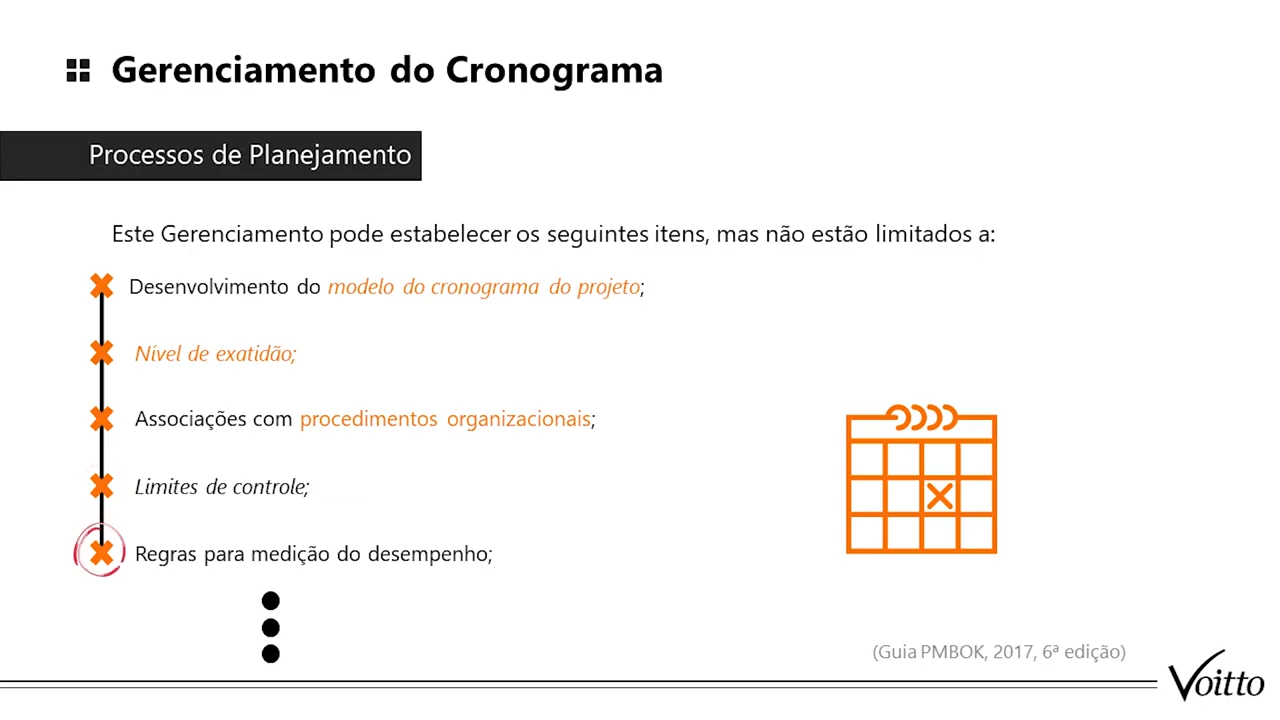 Gerenciamento do Cronograma
Processos de Planejamento
Este Gerenciamento pode estabelecer os seguintes itens, mas não estão limitados a:
Desenvolvimento do modelo do cronograma do projeto;
Nível de exatidão;
Associações com procedimentos organizacionais;
Limites de controle;
Regras para medição do desempenho;
(Guia PMBOK, 2017, 6ª edição)
Voitto